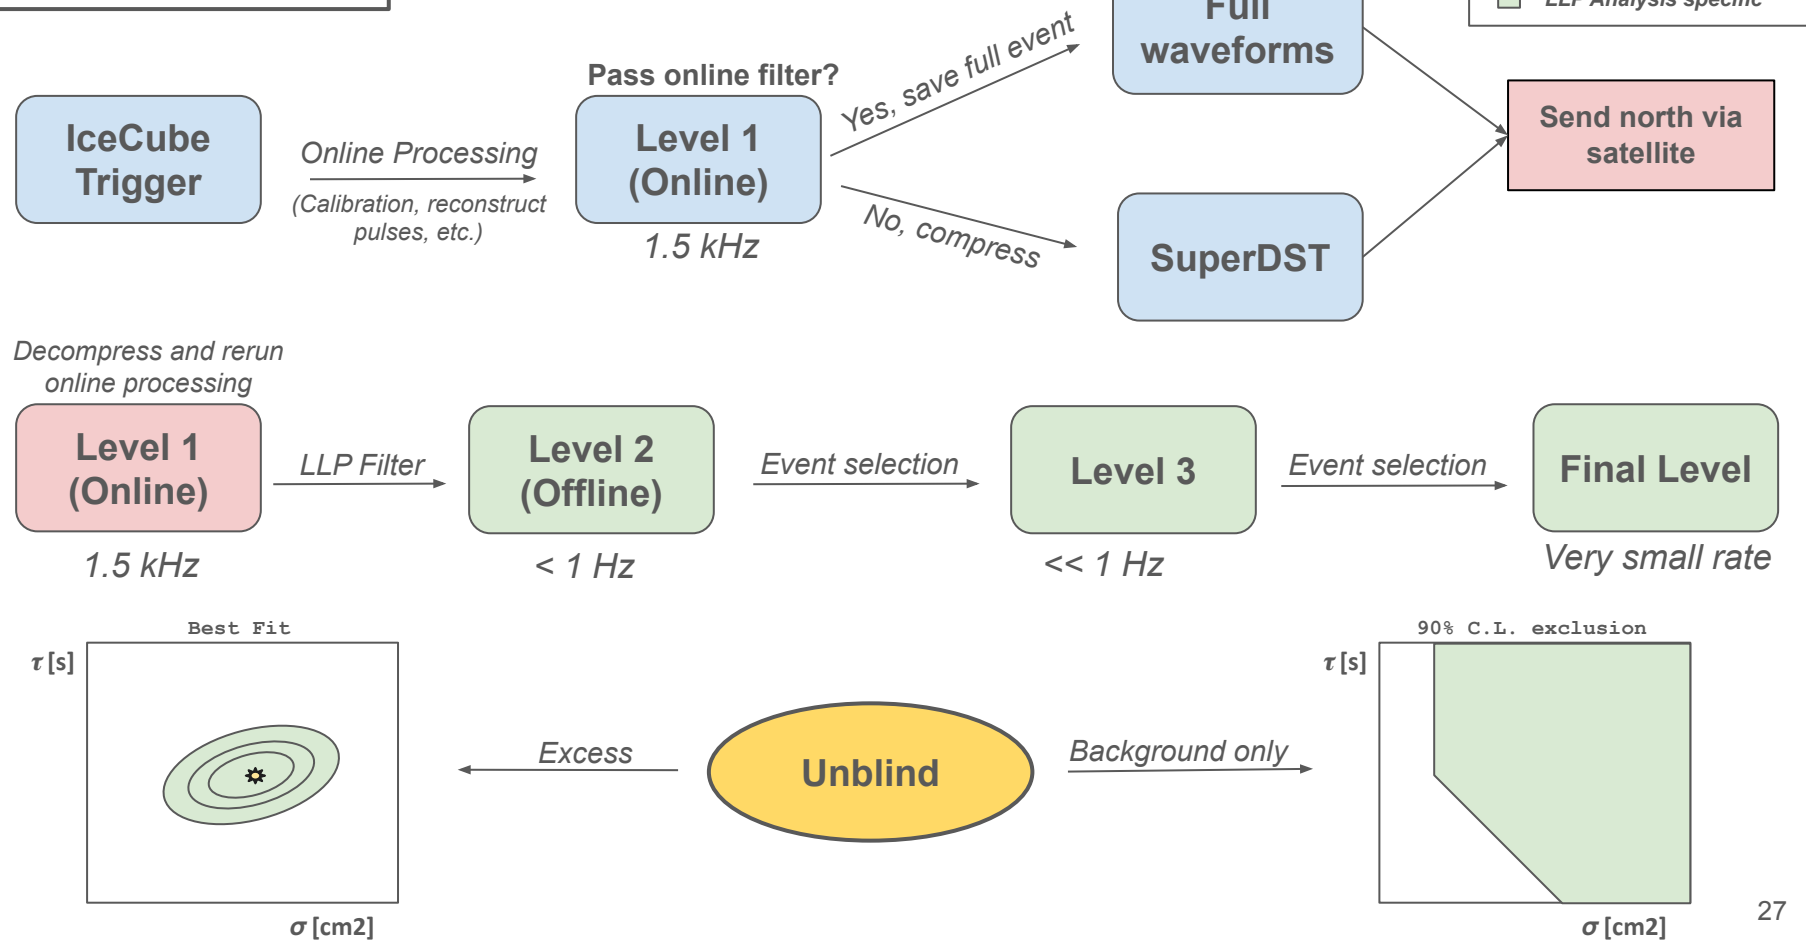 LLP Analysis specific
Full
waveforms
Yes, save full event
Pass online filter?
IceCube
Trigger
Online Processing
(Calibration, reconstruct
pulses, etc.)
Level 1
(Online)
1.5 kHz
No, compress
SuperDST
Send north via
satellite
Decompress and rerun
online processing
Level 1
(Online)
1.5 kHz
LLP Filter
Level 2
(Offline)
< 1 Hz
Event selection
Level 3
<< 1 Hz
Event selection
Final Level
Very small rate
Best Fit
τ [s]
σ [cm2]
Excess
Unblind
Background only
90% C.L. exclusion
τ [s]
σ [cm2]
27